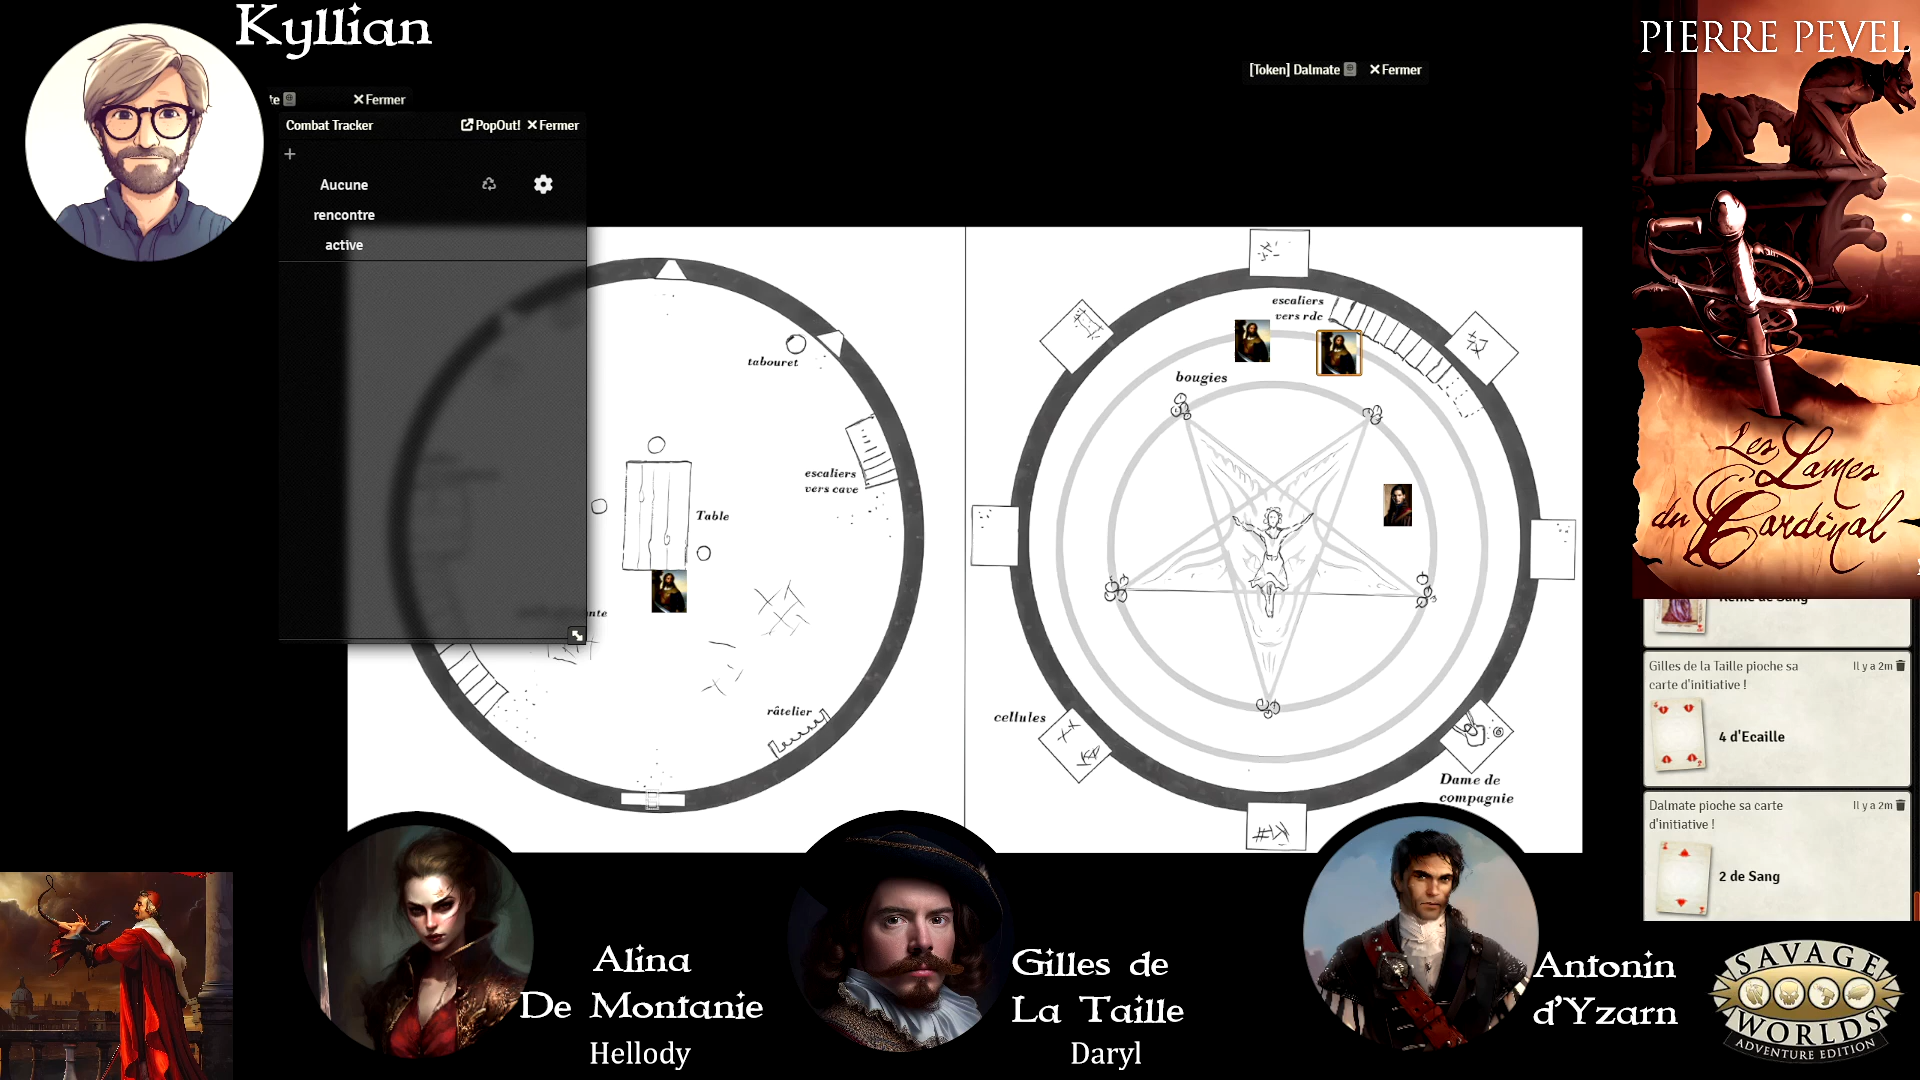 Kyllian
PIERRE PEVEL
[Token] Dalmate
Fermer
te
Fermer
Combat Tracker
PopOut!
Fermer
Aucune
rencontre
active
escaliers
vers rdc
tabouret
bougies
escaliers
vers cave
Table
râtelier
cellules
Dame de
compagnie
Les Lames
du Cardinal
Gilles de la Taille pioche sa
carte d'initiative !
Il y a 2m
4 d'Ecaille
Dalmate pioche sa carte
d'initiative !
Il y a 2m
2 de Sang
Alina
De Montanie
Hellody
Gilles de
La Taille
Daryl
Antonin
d'Yzarn
SAVAGE
WORLDS
ADVENTURE EDITION